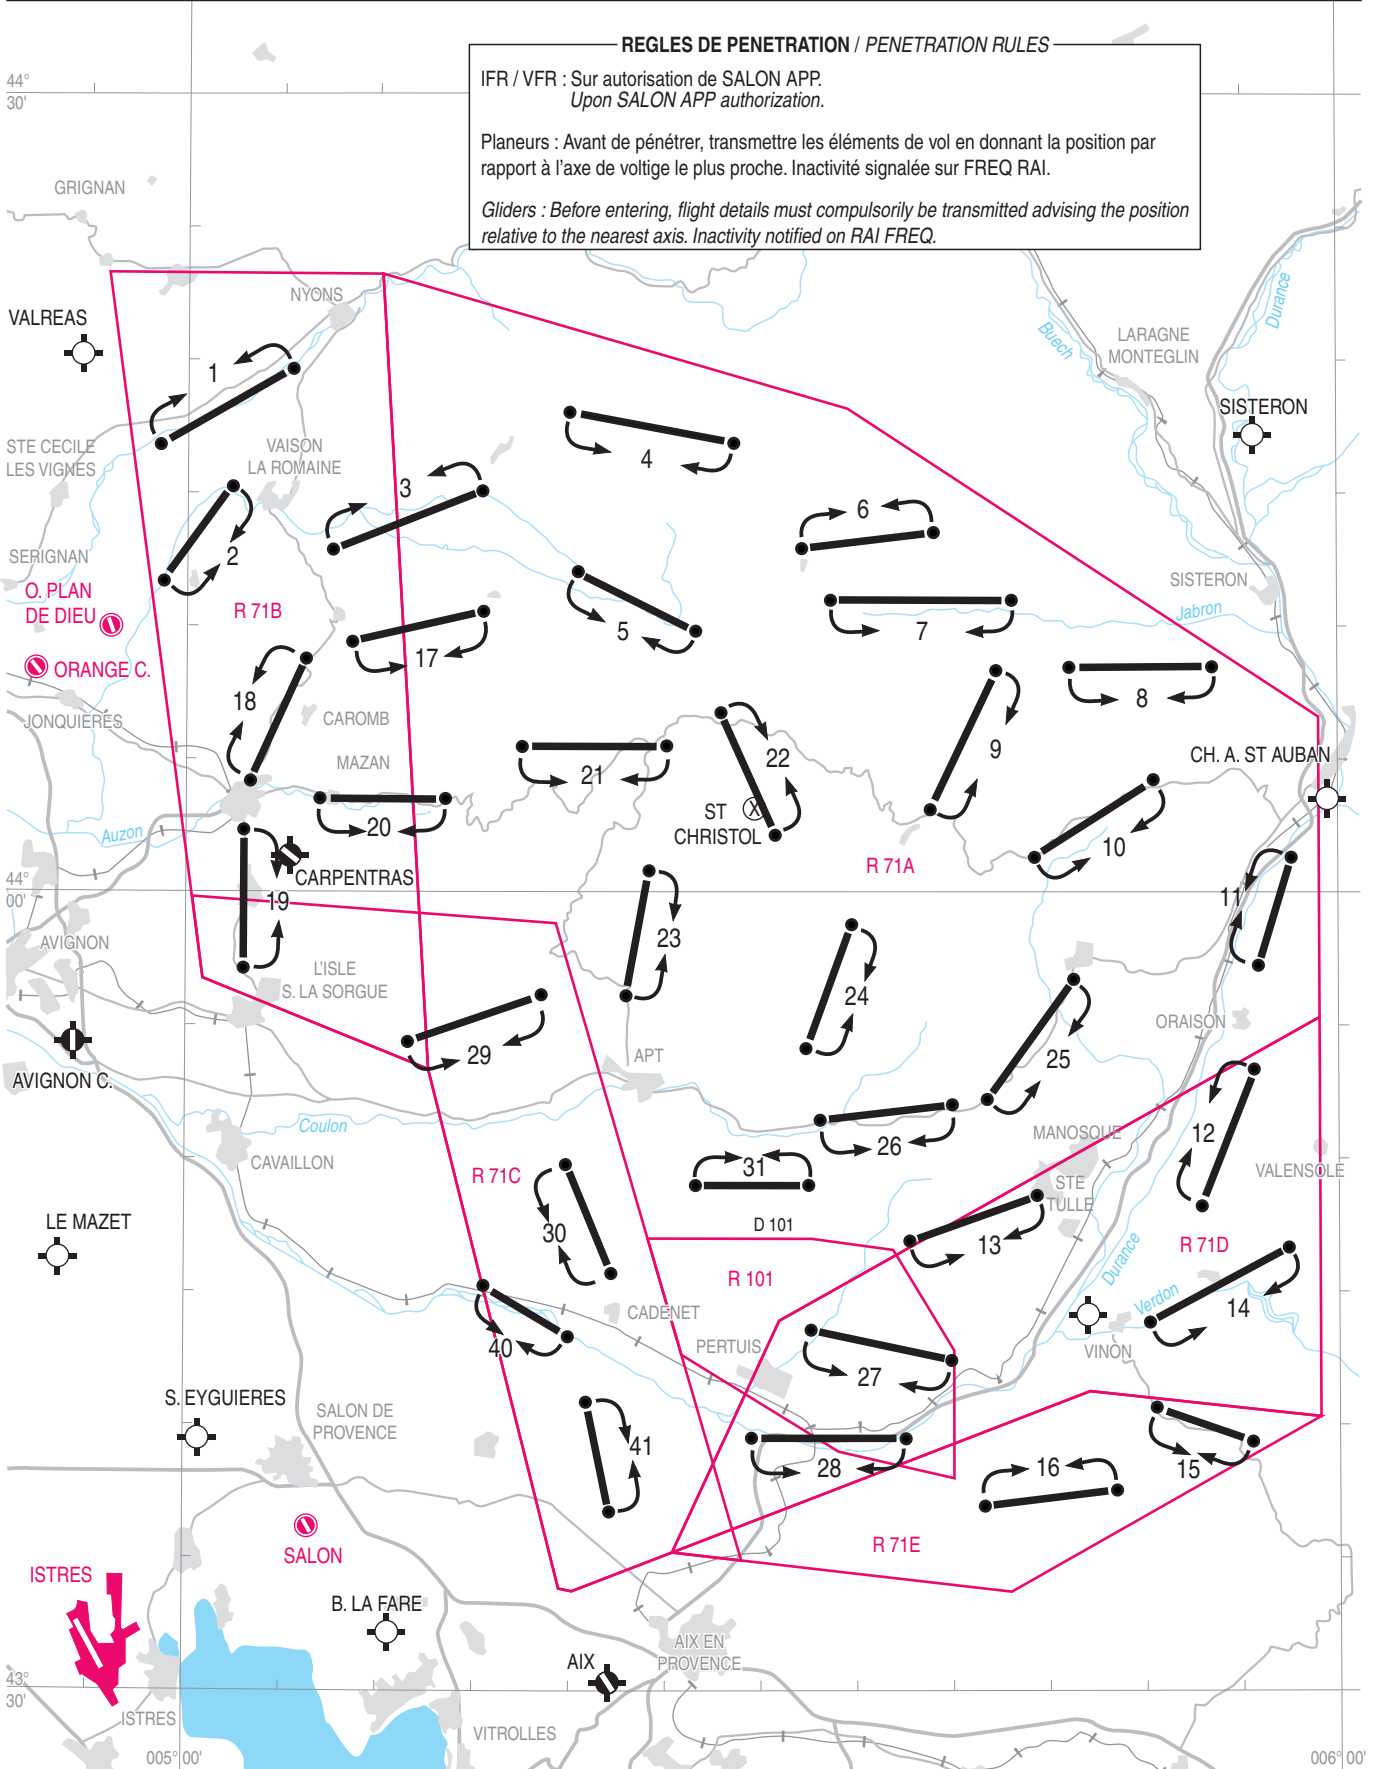 REGLES DE PENETRATION / PENETRATION RULES
IFR / VFR : Sur autorisation de SALON APP.
Upon SALON APP authorization.
Planeurs : Avant de pénétrer, transmettre les éléments de vol en donnant la position par
rapport à l'axe de voltige le plus proche. Inactivité signalée sur FREQ RAI.
Gliders : Before entering, flight details must compulsorily be transmitted advising the position
relative to the nearest axis. Inactivity notified on RAI FREQ.
44°
30'
GRIGNAN
NYONS
VALREAS
Buech
Durance
LARAGNE
MONTEGLIN
1
SISTERON
STE CECILE
LES VIGNES
VAISON
LA ROMAINE
4
3
6
2
SERIGNAN
O. PLAN
DE DIEU
R 71B
SISTERON
Jabron
5
7
17
ORANGE C.
18
8
JONQUIERES
CAROMB
9
22
MAZAN
21
CH. A. ST AUBAN
ST
CHRISTOL
X
20
Auzon
10
R 71A
CARPENTRAS
44°
00'
19
11
AVIGNON
23
L'ISLE
S. LA SORGUE
24
ORAISON
29
APT
25
AVIGNON C.
Coulon
MANOSQUE
12
26
CAVAILLON
R 71C
31
VALENSOLE
STE
TULLE
LE MAZET
30
D 101
13
R 71D
Durance
R 101
Verdon
14
CADENET
40
PERTUIS
VINON
27
S. EYGUIERES
SALON DE
PROVENCE
41
28
16
15
R 71E
SALON
ISTRES
B. LA FARE
AIX
AIX EN
PROVENCE
43°
30'
ISTRES
VITROLLES
005° 00'
006° 00'